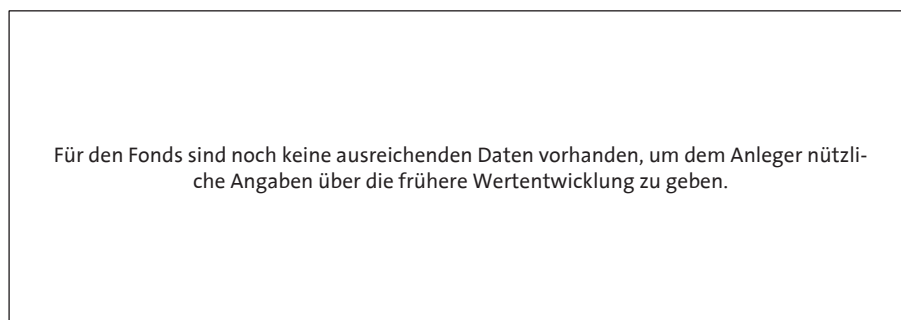 Für den Fonds sind noch keine ausreichenden Daten vorhanden, um dem Anleger nützli-
che Angaben über die frühere Wertentwicklung zu geben.